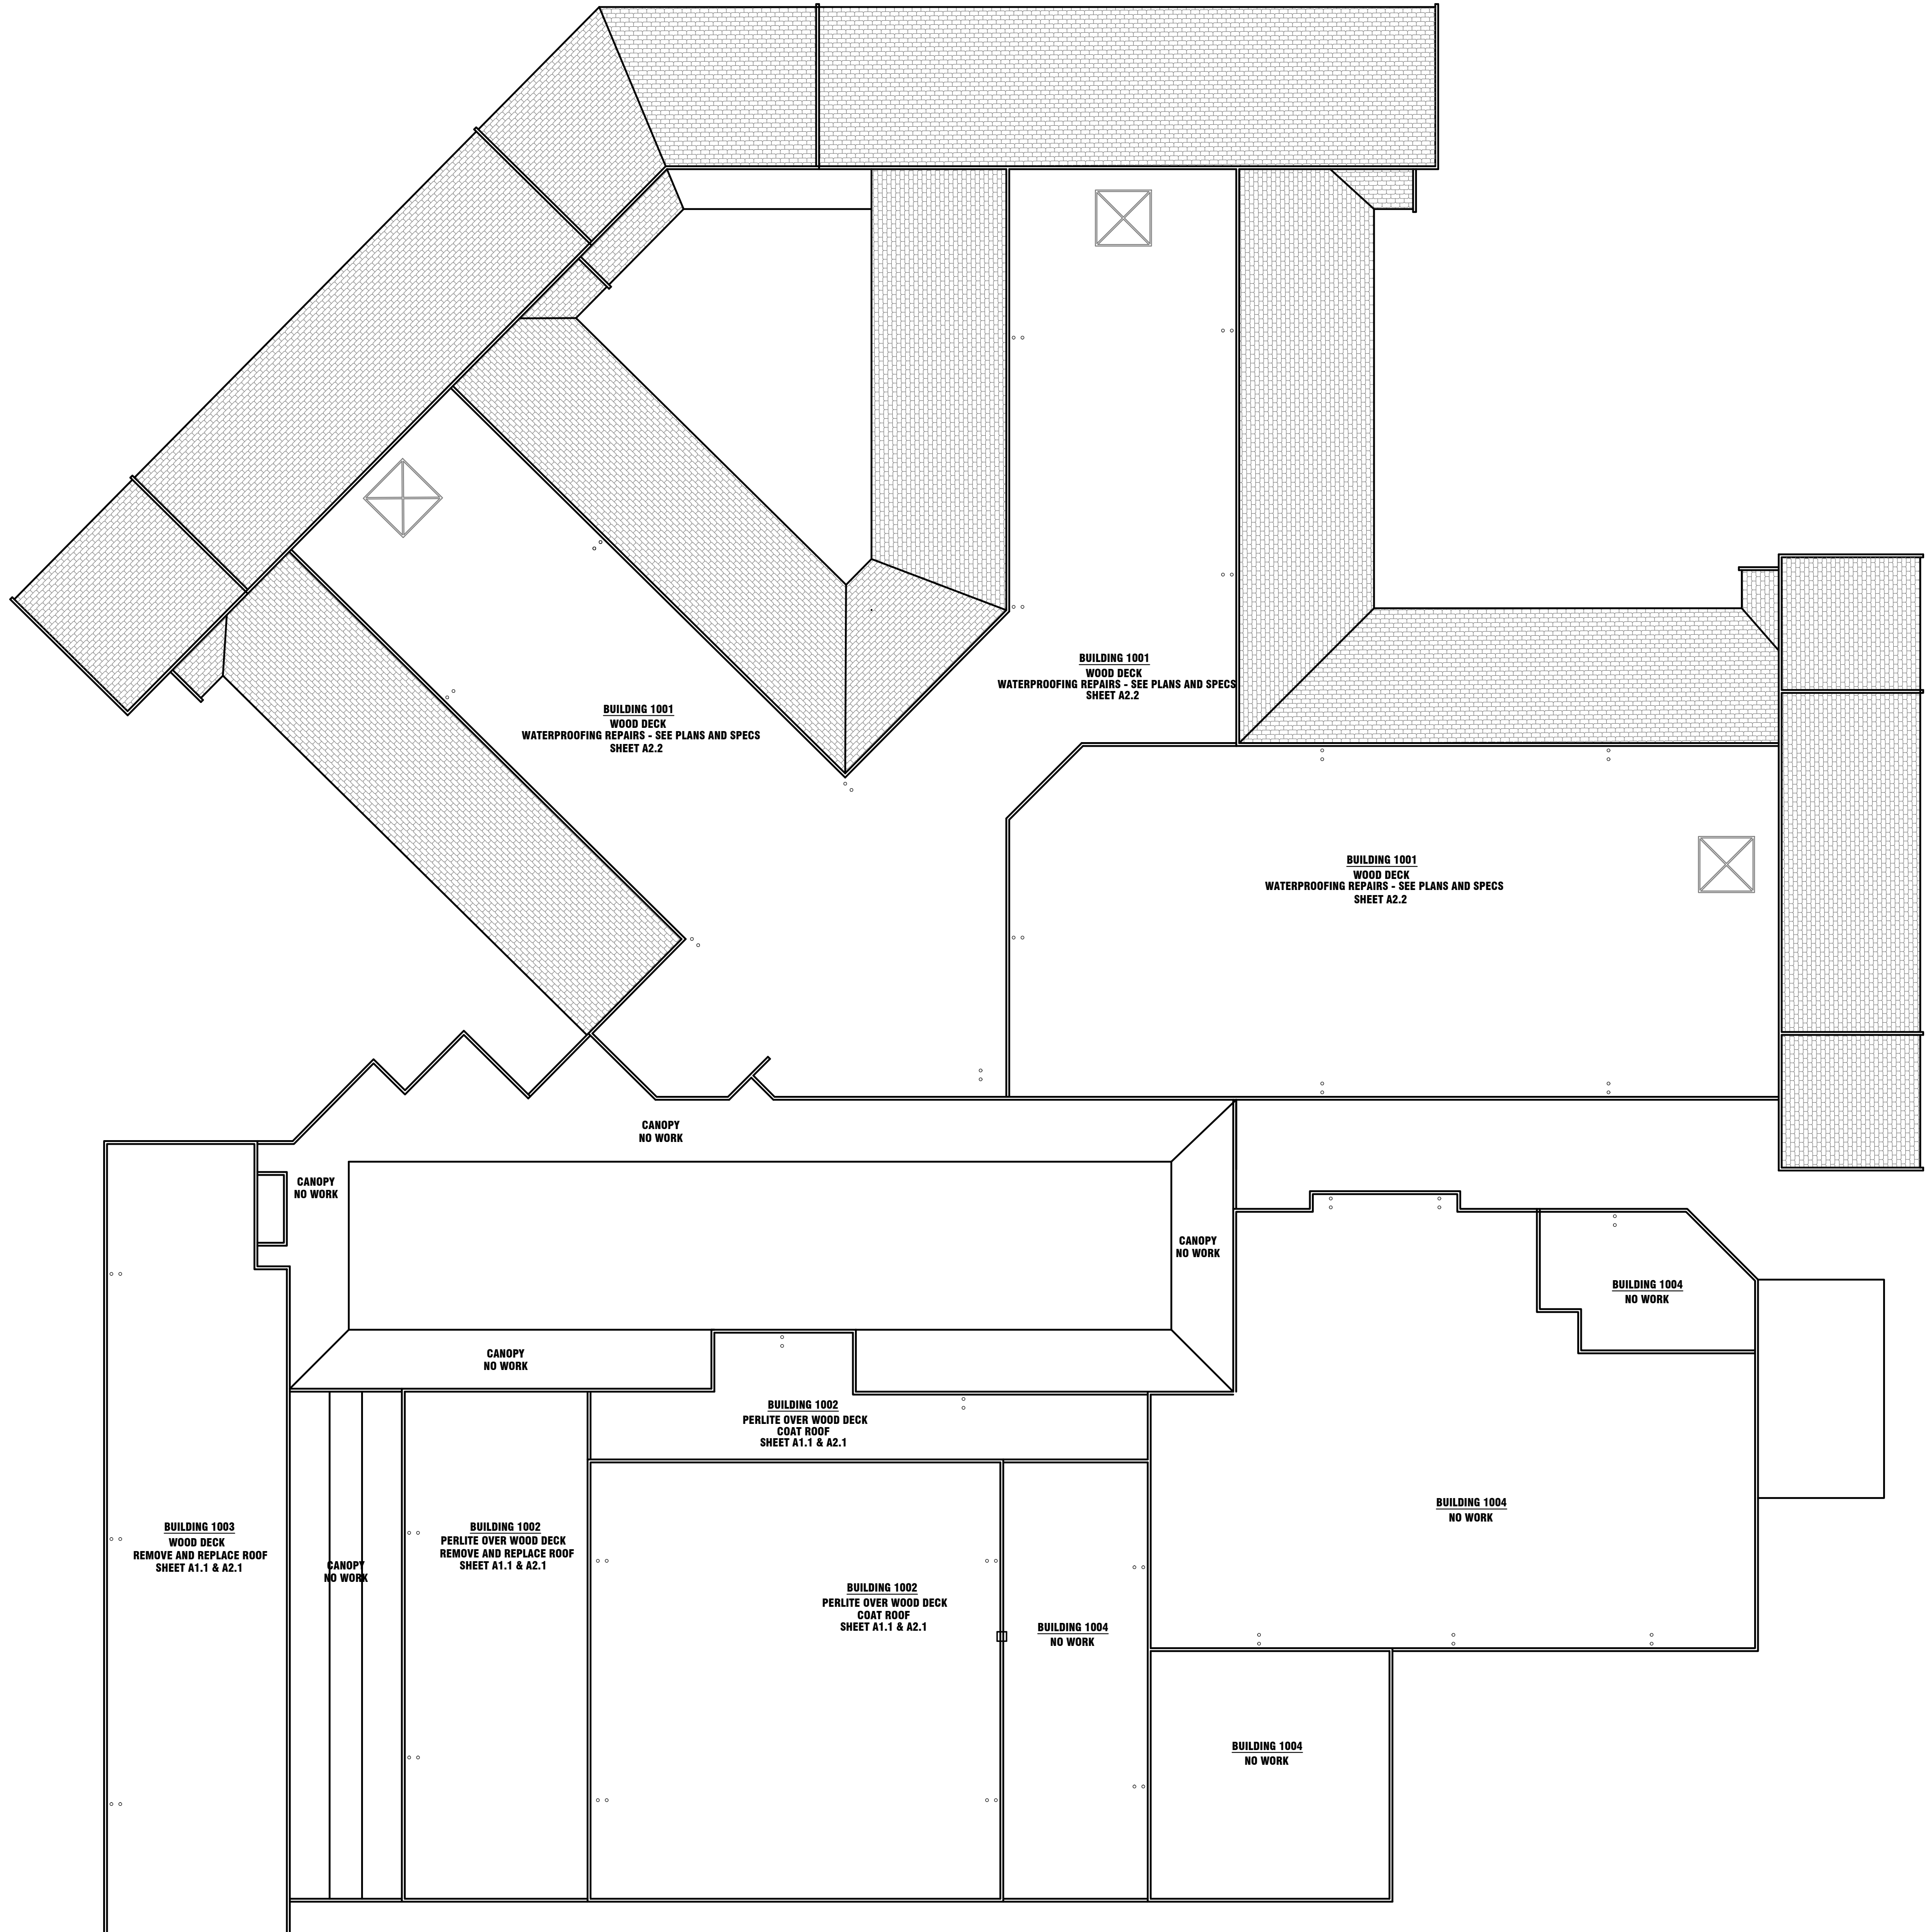 BUILDING 1001
WOOD DECK
WATERPROOFING REPAIRS - SEE PLANS AND SPECS
SHEET A2.2
BUILDING 1001
WOOD DECK
WATERPROOFING REPAIRS - SEE PLANS AND SPECS
SHEET A2.2
BUILDING 1001
WOOD DECK
WATERPROOFING REPAIRS - SEE PLANS AND SPECS
SHEET A2.2
CANOPY
NO WORK
CANOPY
NO WORK
CANOPY
NO WORK
BUILDING 1004
NO WORK
CANOPY
NO WORK
BUILDING 1002
PERLITE OVER WOOD DECK
COAT ROOF
SHEET A1.1 & A2.1
BUILDING 1004
NO WORK
BUILDING 1003
WOOD DECK
REMOVE AND REPLACE ROOF
SHEET A1.1 & A2.1
CANOPY
NO WORK
BUILDING 1002
PERLITE OVER WOOD DECK
REMOVE AND REPLACE ROOF
SHEET A1.1 & A2.1
BUILDING 1002
PERLITE OVER WOOD DECK
COAT ROOF
SHEET A1.1 & A2.1
BUILDING 1004
NO WORK
BUILDING 1004
NO WORK